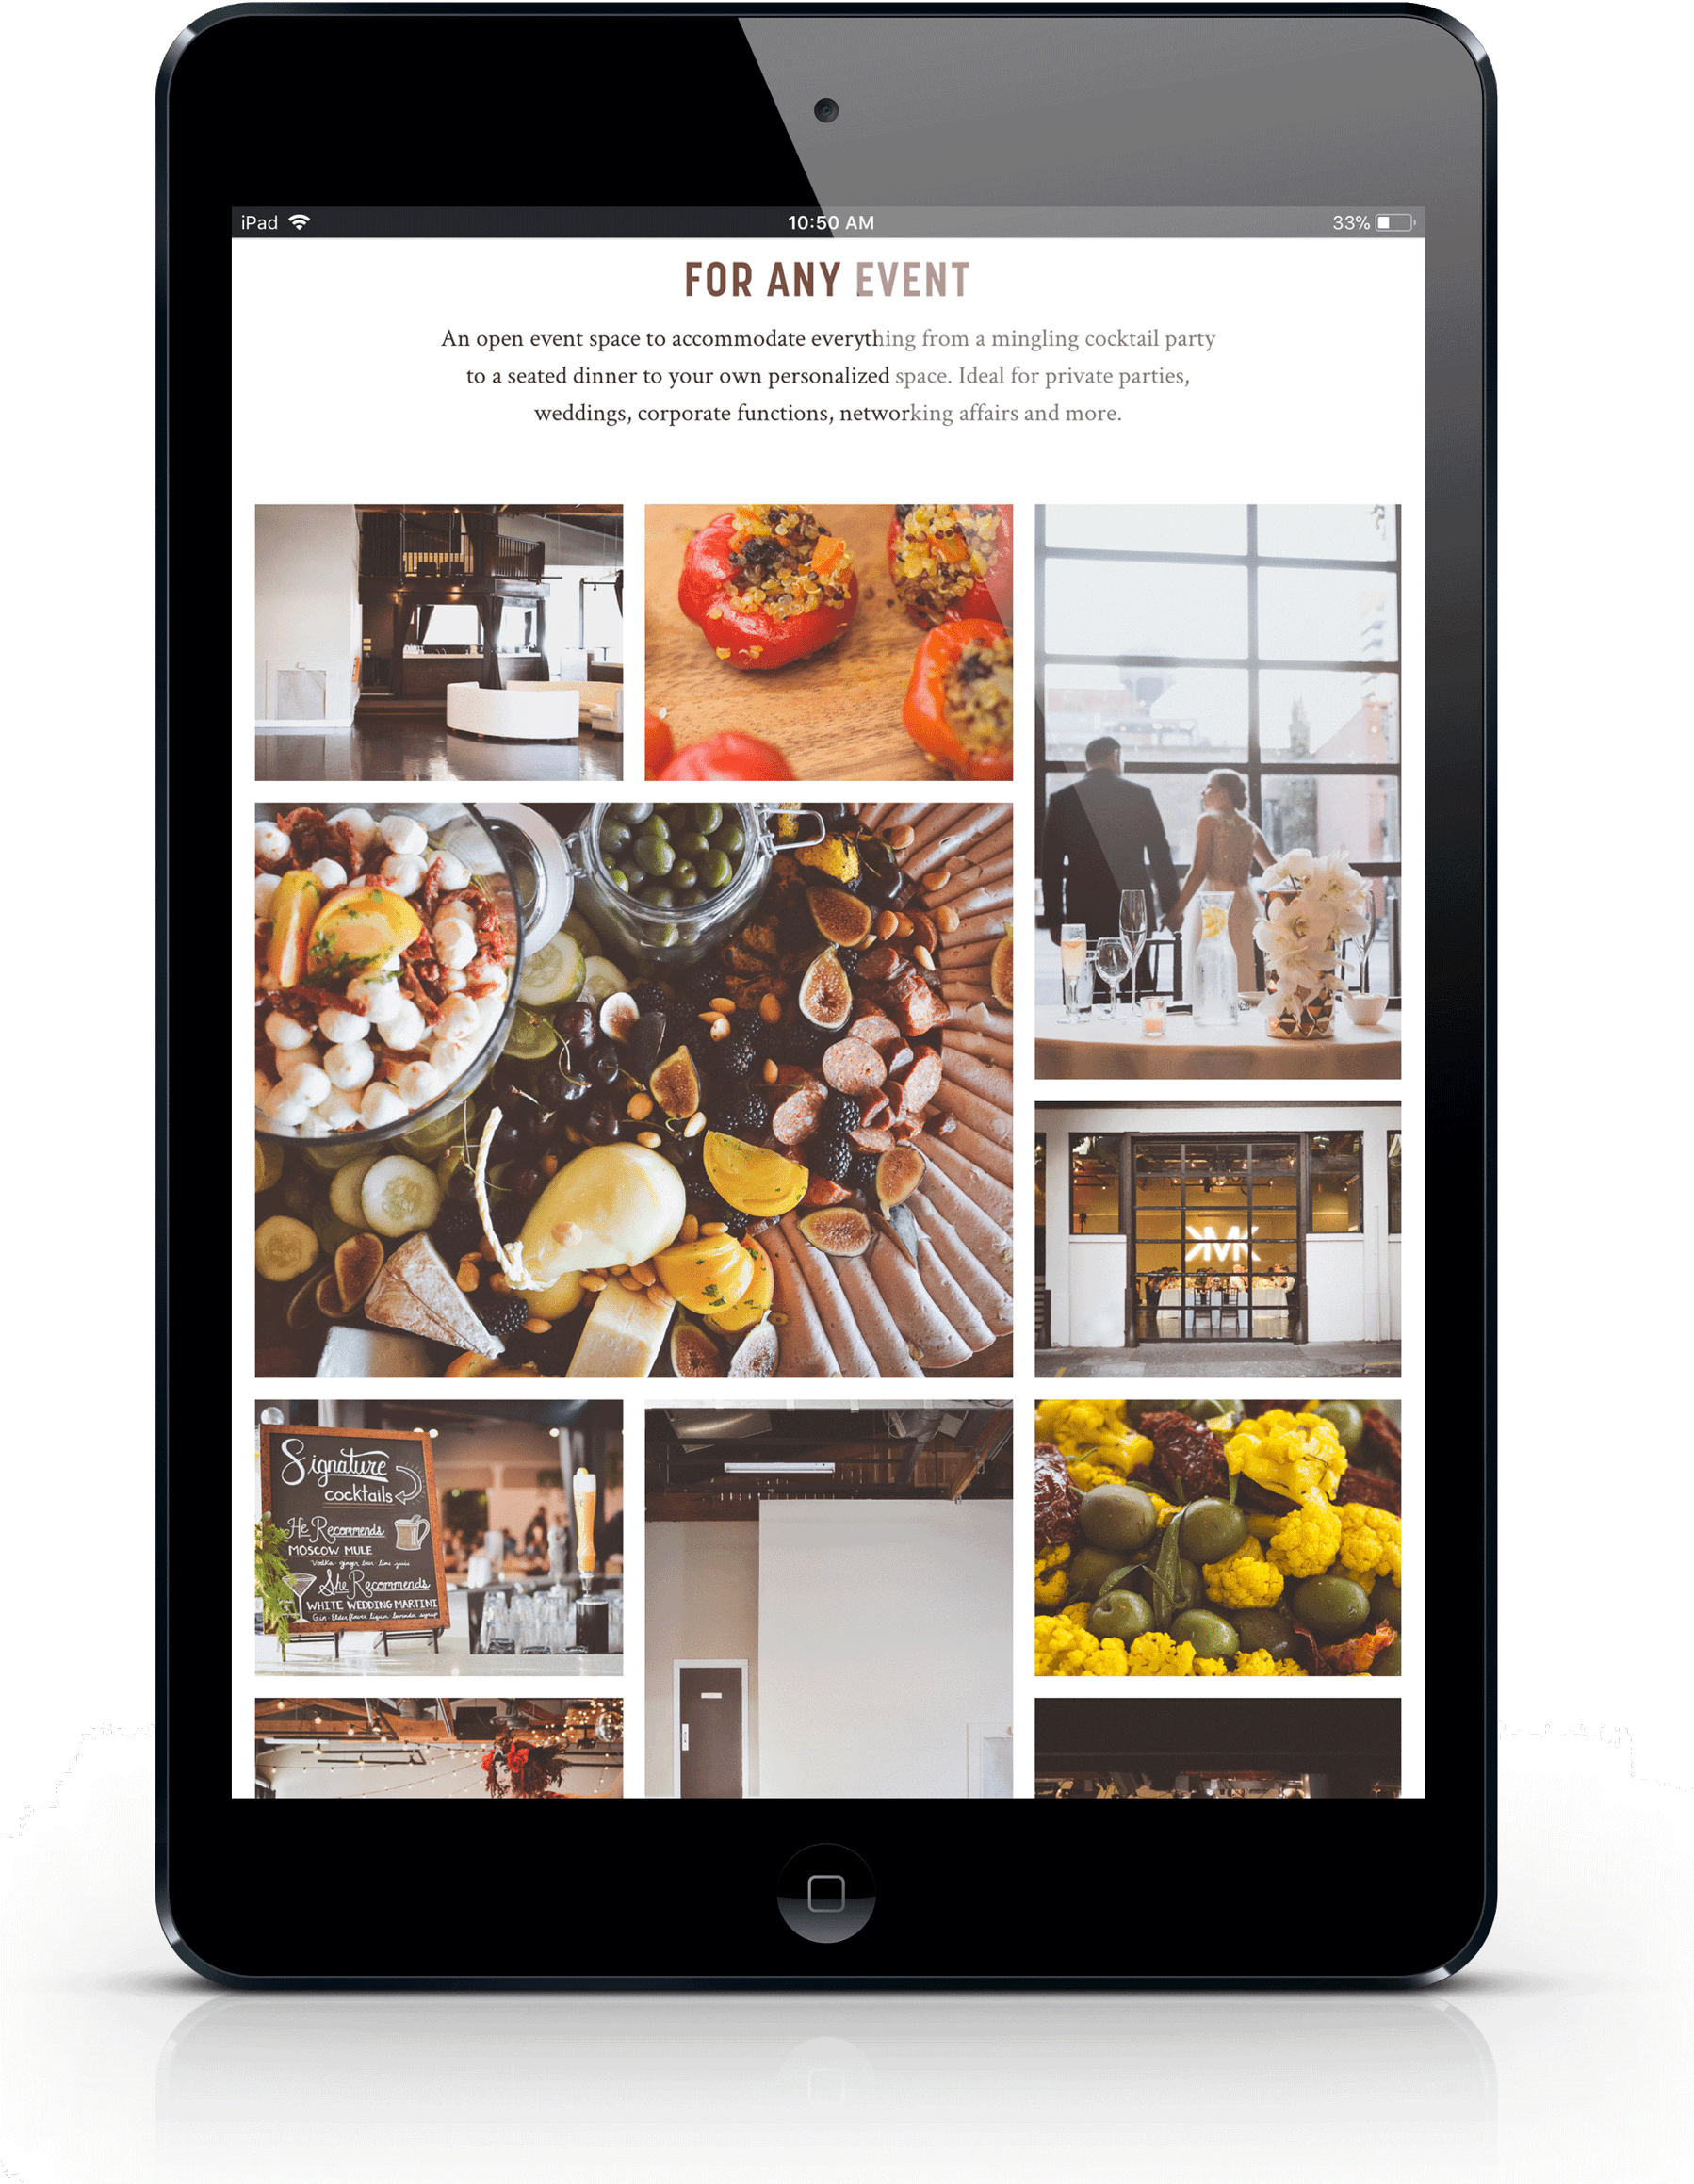 iPad 10:50 AM 33%
FOR ANY EVENT
An open event space to accommodate everything from a mingling cocktail party
to a seated dinner to your own personalized space. Ideal for private parties,
weddings, corporate functions, networking affairs and more.
KMK
Signature
cocktails
He Recommends
MOSCOW MULE
Vodka · ginger beer · lime juice
She Recommends
WHITE WEDDING MARTINI
Gin · Elderflower liqueur lavender syrup